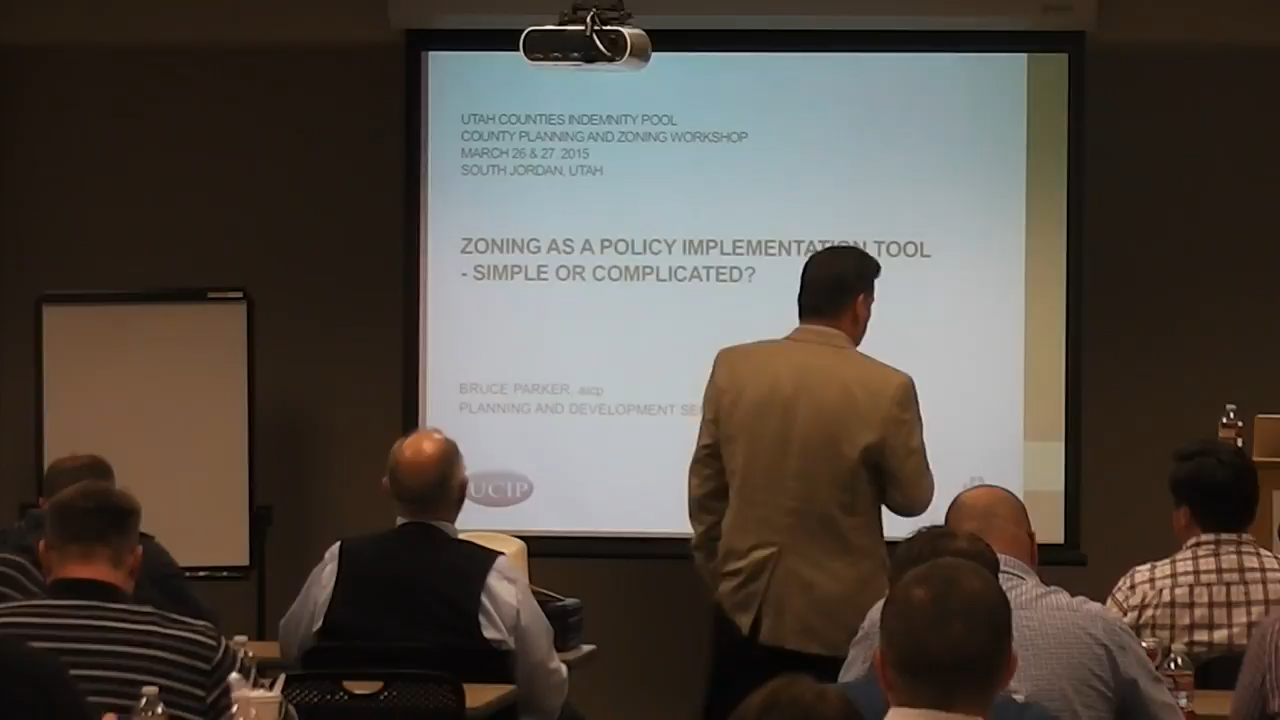 UTAH COUNTIES INDEMNITY POOL
COUNTY PLANNING AND ZONING WORKSHOP
MARCH 26 & 27, 2015
SOUTH JORDAN, UTAH
ZONING AS A POLICY IMPLEMENTATION TOOL
- SIMPLE OR COMPLICATED?
BRUCE PARKER, aicp
PLANNING AND DEVELOPMENT
UCIP